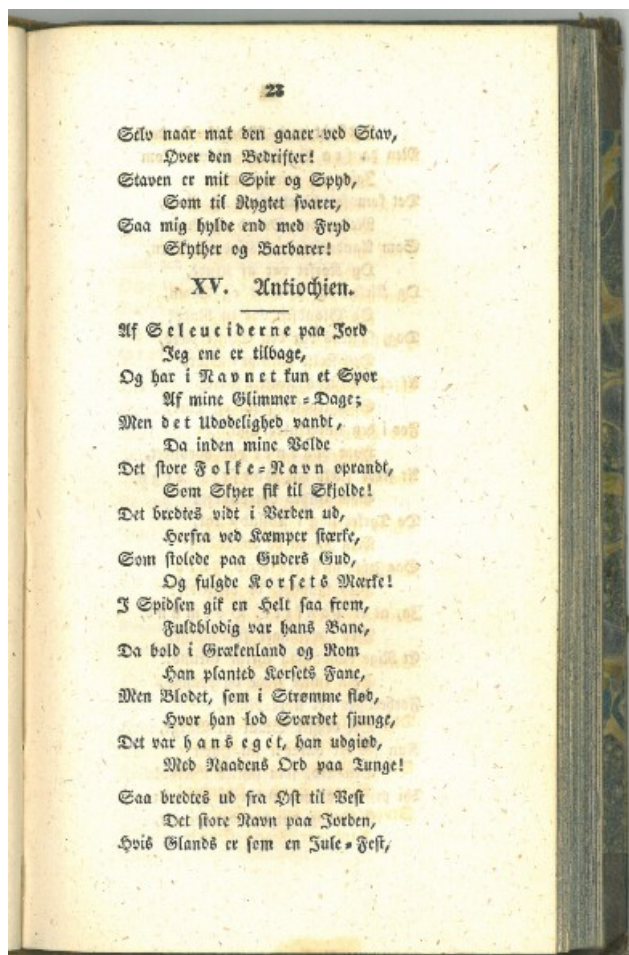 23
Selv naar mat den gaaer ved Stav,
Over den Bedrifter!
Staven er mit Spir og Spyd,
Som til Rygtet svarer,
Saa mig hylde end med Fryd
Skyther og Barbarer!
XV. Antiochien.
Af Seleuciderne paa Jord
Jeg ene er tilbage,
Og har i Navnet kun et Spor
Af mine Glimmer-Dage;
Men det Udødelighed vandt,
Da inden mine Volde
Det store Folke-Navn oprandt,
Som Skyer fik til Skjolde!
Det bredtes vidt i Verden ud,
Herfra ved Kæmper stærke,
Som stolede paa Guders Gud,
Og fulgde Korsets Mærke!
I Spidsen gik en Helt saa from,
Fuldblodig var hans Bane,
Da bold i Grækenland og Rom
Han planted Korsets Fane,
Men Blodet, som i Strømme flød,
Hvor han lod Sværdet sjunge,
Det var hans eget, han udgiød,
Med Naadens Ord paa Tunge!
Saa bredtes ud fra Øst til Vest
Det store Navn paa Jorden,
Hvis Glands er som en Jule-Fest,